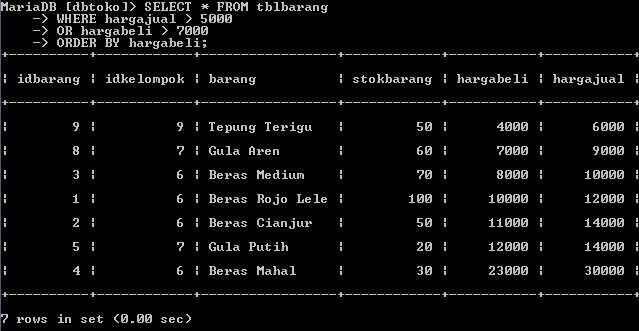 MariaDB [dbtoko]> SELECT * FROM tblbarang
    -> WHERE hargajual > 5000
    -> OR hargabeli > 7000
    -> ORDER BY hargabeli;
+----------+------------+----------------+------------+-----------+-----------+
| idbarang | idkelompok | barang         | stokbarang | hargabeli | hargajual |
+----------+------------+----------------+------------+-----------+-----------+
|        9 |          9 | Tepung Terigu  |         50 |      4000 |      6000 |
|        8 |          7 | Gula Aren      |         60 |      7000 |      9000 |
|        3 |          6 | Beras Medium   |         70 |      8000 |     10000 |
|        1 |          6 | Beras Rojo Lele |        100 |     10000 |     12000 |
|        2 |          6 | Beras Cianjur  |         50 |     11000 |     14000 |
|        5 |          7 | Gula Putih     |         20 |     12000 |     14000 |
|        4 |          6 | Beras Mahal    |         30 |     23000 |     30000 |
+----------+------------+----------------+------------+-----------+-----------+
7 rows in set (0.00 sec)